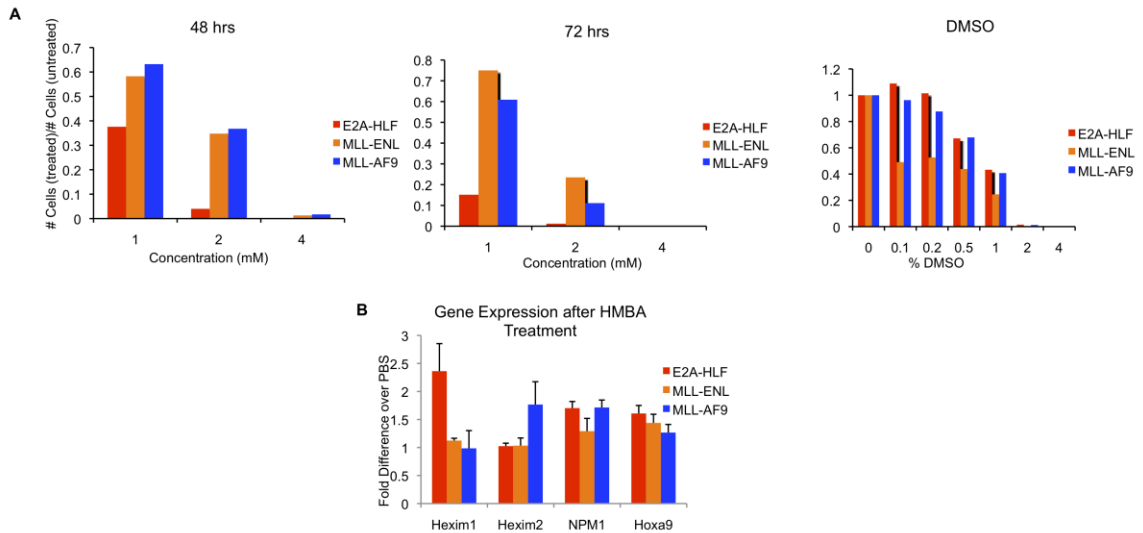 A
48 hrs
# Cells (treated)/# Cells (untreated)
0.7
0.6
0.5
0.4
0.3
0.2
0.1
0
1 2 4
Concentration (mM)
E2A-HLF
MLL-ENL
MLL-AF9
72 hrs
0.8
0.7
0.6
0.5
0.4
0.3
0.2
0.1
0
1 2 4
Concentration (mM)
E2A-HLF
MLL-ENL
MLL-AF9
DMSO
1.2
1
0.8
0.6
0.4
0.2
0
0 0.1 0.2 0.5 1 2 4
% DMSO
E2A-HLF
MLL-ENL
MLL-AF9
B
Gene Expression after HMBA
Treatment
Fold Difference over PBS
3
2.5
2
1.5
1
0.5
0
Hexim1 Hexim2 NPM1 Hoxa9
E2A-HLF
MLL-ENL
MLL-AF9